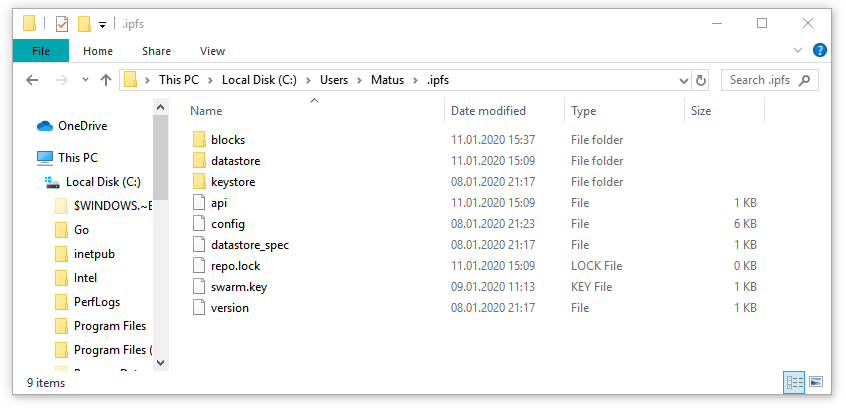 .ipfs
File Home Share View
This PC Local Disk (C:) Users Matus .ipfs Search .ipfs
Name Date modified Type Size
OneDrive
This PC
Local Disk (C:)
$WINDOWS.~E
Go
inetpub
Intel
PerfLogs
Program Files
Program Files (
blocks 11.01.2020 15:37 File folder
datastore 11.01.2020 15:09 File folder
keystore 08.01.2020 21:17 File folder
api 11.01.2020 15:09 File 1 KB
config 08.01.2020 21:23 File 6 KB
datastore_spec 08.01.2020 21:17 File 1 KB
repo.lock 11.01.2020 15:09 LOCK File 0 KB
swarm.key 09.01.2020 11:13 KEY File 1 KB
version 08.01.2020 21:17 File 1 KB
9 items